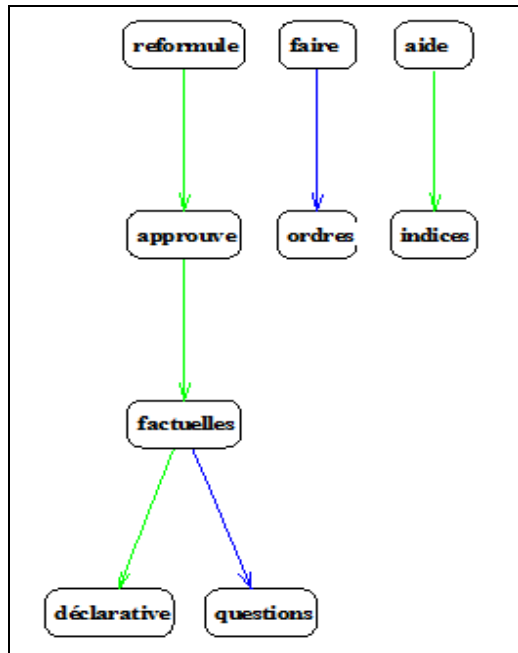 reformule faire aide
approuve ordres indices
factuelles
déclarative questions